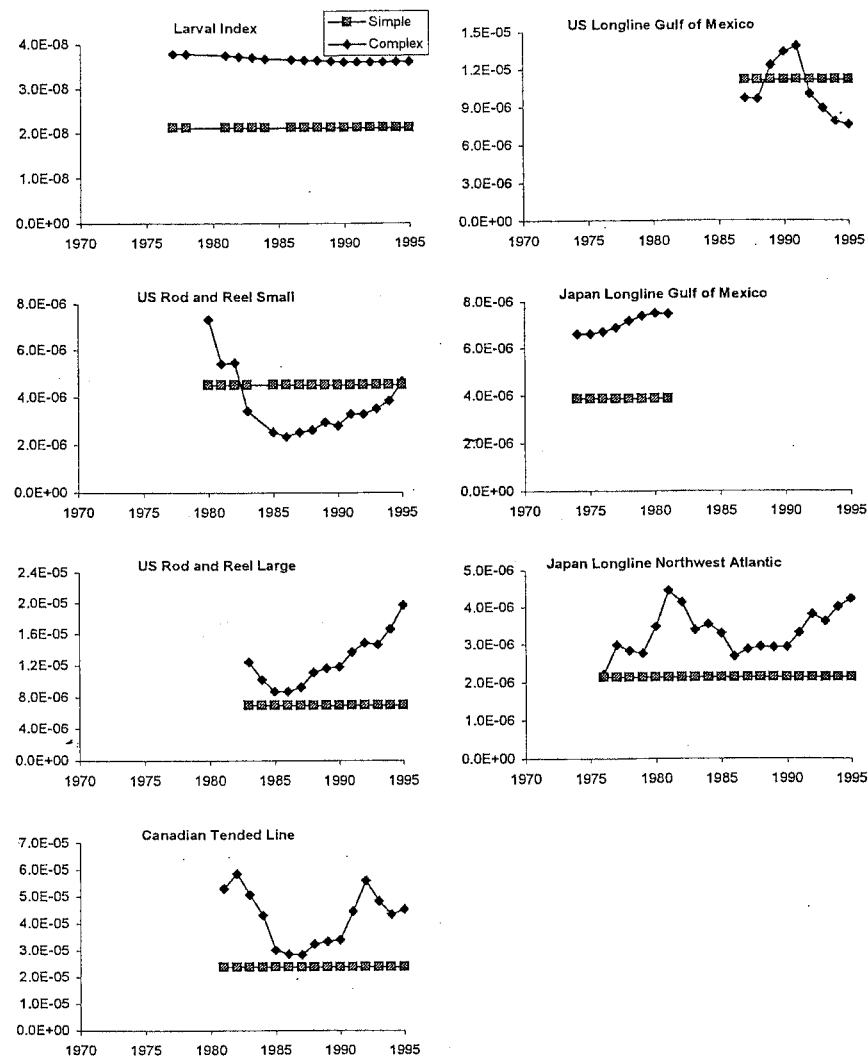 Larval Index
Simple
Complex
4.0E-08
3.0E-08
2.0E-08
1.0E-08
0.0E+00
1970 1975 1980 1985 1990 1995
US Longline Gulf of Mexico
1.5E-05
1.2E-05
9.0E-06
6.0E-06
3.0E-06
0.0E+00
1970 1975 1980 1985 1990 1995
US Rod and Reel Small
8.0E-06
6.0E-06
4.0E-06
2.0E-06
0.0E+00
1970 1975 1980 1985 1990 1995
Japan Longline Gulf of Mexico
8.0E-06
6.0E-06
4.0E-06
2.0E-06
0.0E+00
1970 1975 1980 1985 1990 1995
US Rod and Reel Large
2.4E-05
2.0E-05
1.6E-05
1.2E-05
8.0E-06
4.0E-06
0.0E+00
1970 1975 1980 1985 1990 1995
Japan Longline Northwest Atlantic
5.0E-06
4.0E-06
3.0E-06
2.0E-06
1.0E-06
0.0E+00
1970 1975 1980 1985 1990 1995
Canadian Tended Line
7.0E-05
6.0E-05
5.0E-05
4.0E-05
3.0E-05
2.0E-05
1.0E-05
0.0E+00
1970 1975 1980 1985 1990 1995